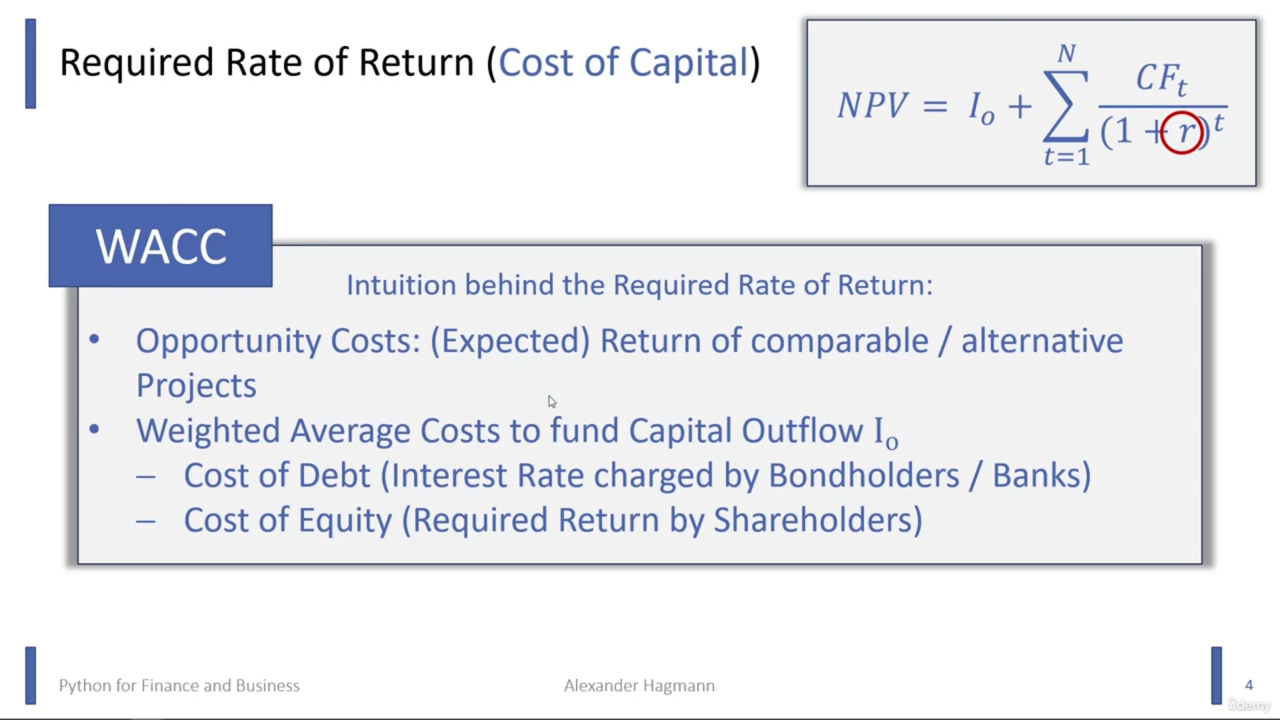 Required Rate of Return (Cost of Capital)
NPV = I₀ + ∑_{t=1}^{N} CF_t / (1 + r)^t
WACC
Intuition behind the Required Rate of Return:
• Opportunity Costs: (Expected) Return of comparable / alternative
Projects
• Weighted Average Costs to fund Capital Outflow I₀
– Cost of Debt (Interest Rate charged by Bondholders / Banks)
– Cost of Equity (Required Return by Shareholders)
Python for Finance and Business
Alexander Hagmann
4
ûdemy